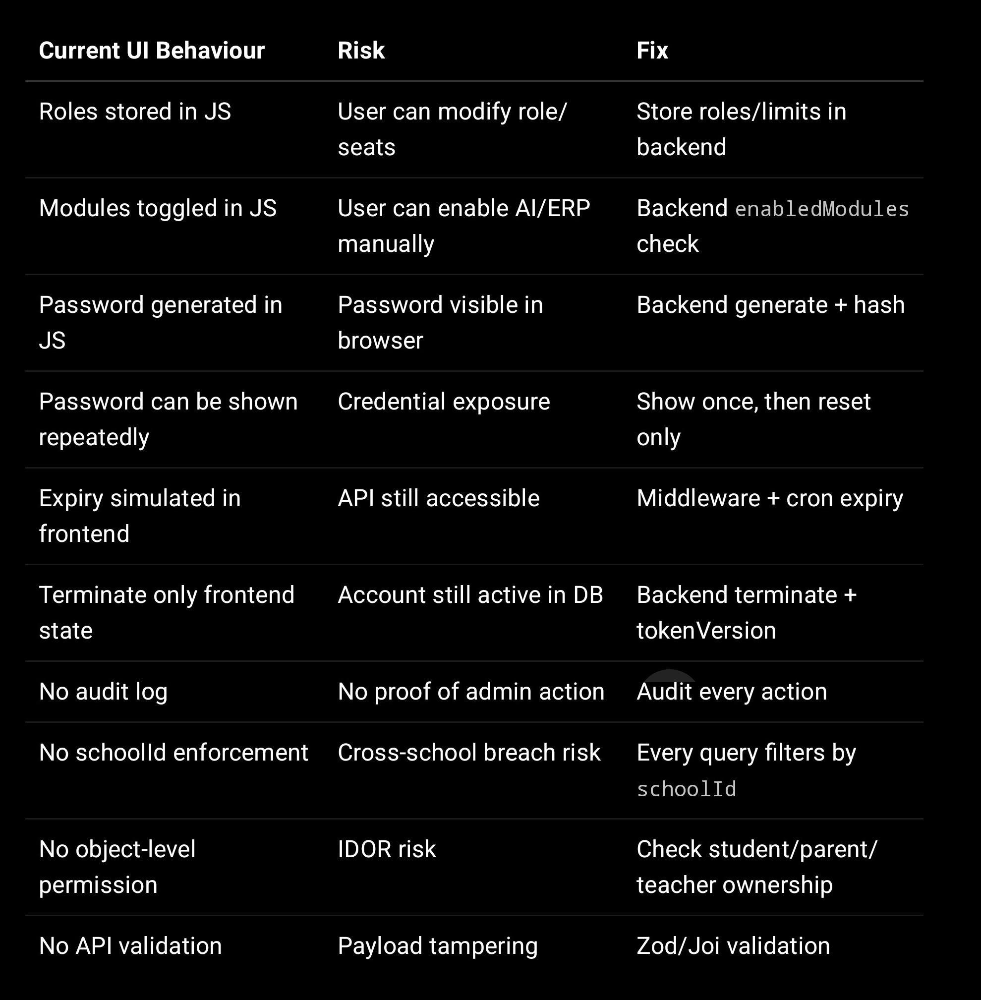 Current UI Behaviour Risk Fix
Roles stored in JS User can modify role/ Store roles/limits in
seats backend
Modules toggled in JS User can enable AI/ERP Backend enabledModules
manually check
Password generated in Password visible in Backend generate + hash
JS browser
Password can be shown Credential exposure Show once, then reset
repeatedly only
Expiry simulated in API still accessible Middleware + cron expiry
frontend
Terminate only frontend Account still active in DB Backend terminate +
state tokenVersion
No audit log No proof of admin action Audit every action
No schoolId enforcement Cross-school breach risk Every query filters by
schoolId
No object-level IDOR risk Check student/parent/
permission teacher ownership
No API validation Payload tampering Zod/Joi validation